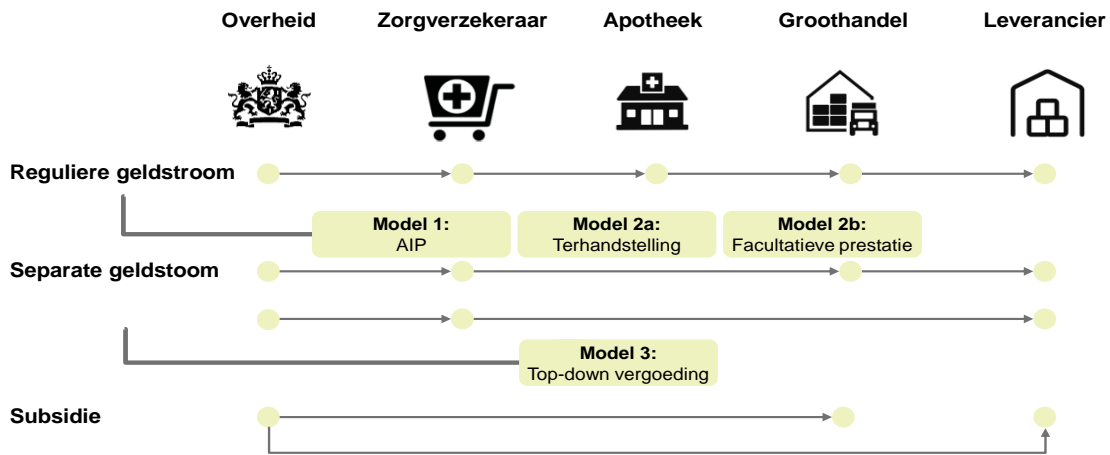 Overheid Zorgverzekeraar Apotheek Groothandel Leverancier
Reguliere geldstroom
Model 1: Model 2a: Model 2b:
AIP Terhandstelling Facultatieve prestatie
Separate geldstoom
Model 3:
Top-down vergoeding
Subsidie